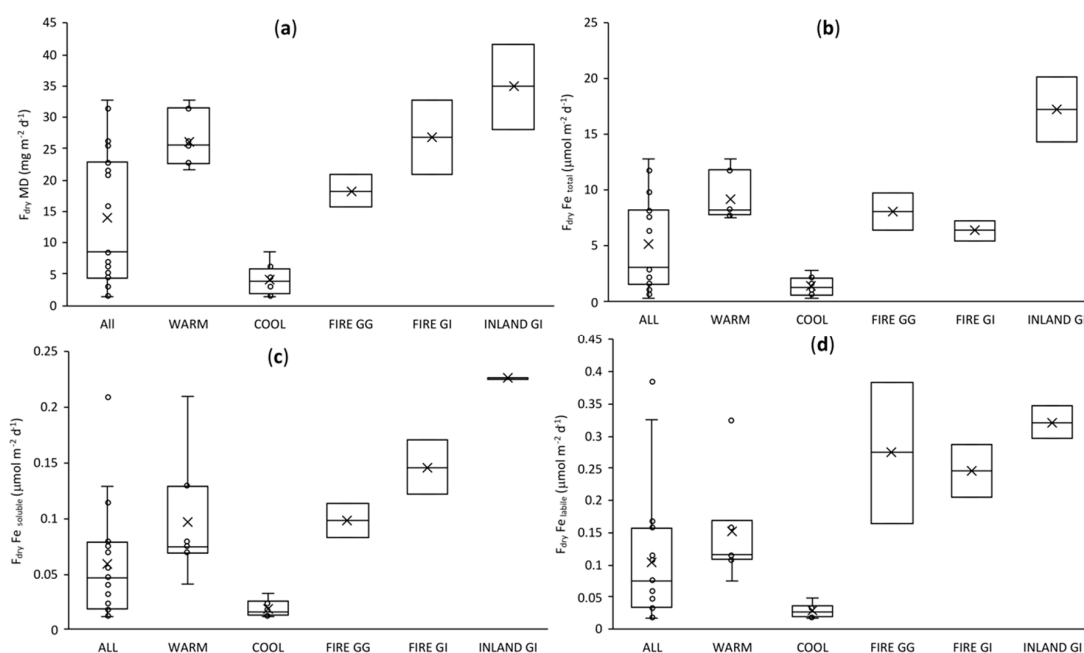 (a)
F dry MD (mg m-2 d-1)
45
40
35
30
25
20
15
10
5
0
All WARM COOL FIRE GG FIRE GI INLAND GI
(b)
F dry Fe total (μmol m-2 d-1)
25
20
15
10
5
0
ALL WARM COOL FIRE GG FIRE GI INLAND GI
(c)
F dry Fe soluble (μmol m-2 d-1)
0.25
0.2
0.15
0.1
0.05
0
ALL WARM COOL FIRE GG FIRE GI INLAND GI
(d)
F dry Fe labile (μmol m-2 d-1)
0.45
0.4
0.35
0.3
0.25
0.2
0.15
0.1
0.05
0
ALL WARM COOL FIRE GG FIRE GI INLAND GI